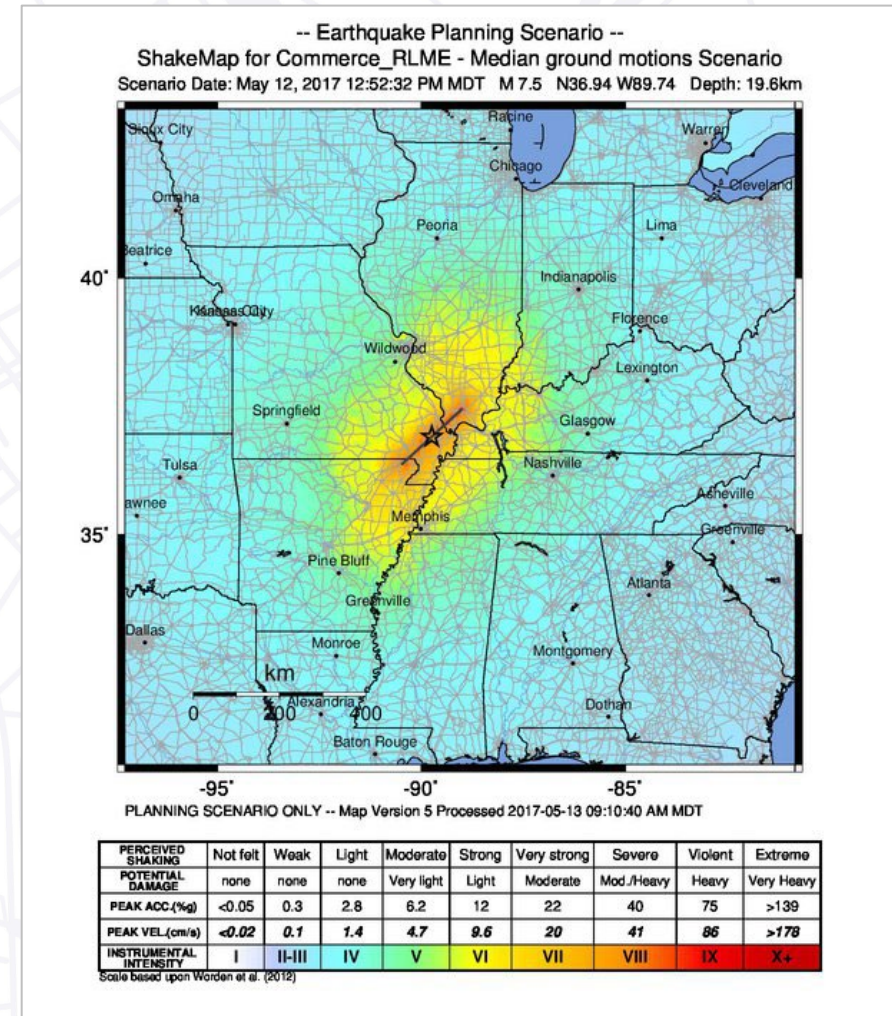 -- Earthquake Planning Scenario --
ShakeMap for Commerce_RLME - Median ground motions Scenario
Scenario Date: May 12, 2017 12:52:32 PM MDT M 7.5 N36.94 W89.74 Depth: 19.6km
Racine
Sioux City
Warren
Chicago
Cleveland
Omaha
Peoria
Lima
Beatrice
40°
Indianapolis
Kansas City
Florence
Wildwood
Lexington
Springfield
Glasgow
Nashville
Tulsa
awnee
Asheville
Memphis
Greenville
35°
Pine Bluff
Atlanta
Greenville
Dallas
Monroe
Montgomery
km
Alexandria
Dothan
0 200 400
Baton Rouge
-95° -90° -85°
PLANNING SCENARIO ONLY -- Map Version 5 Processed 2017-05-13 09:10:40 AM MDT
PERCEIVED SHAKING Not felt Weak Light Moderate Strong Very strong Severe Violent Extreme
POTENTIAL DAMAGE none none none Very light Light Moderate Mod./Heavy Heavy Very Heavy
PEAK ACC.(%g) <0.05 0.3 2.8 6.2 12 22 40 75 >139
PEAK VEL.(cm/s) <0.02 0.1 1.4 4.7 9.6 20 41 86 >178
INSTRUMENTAL INTENSITY I II-III IV V VI VII VIII IX X+
Scale based upon Worden et al. (2012)